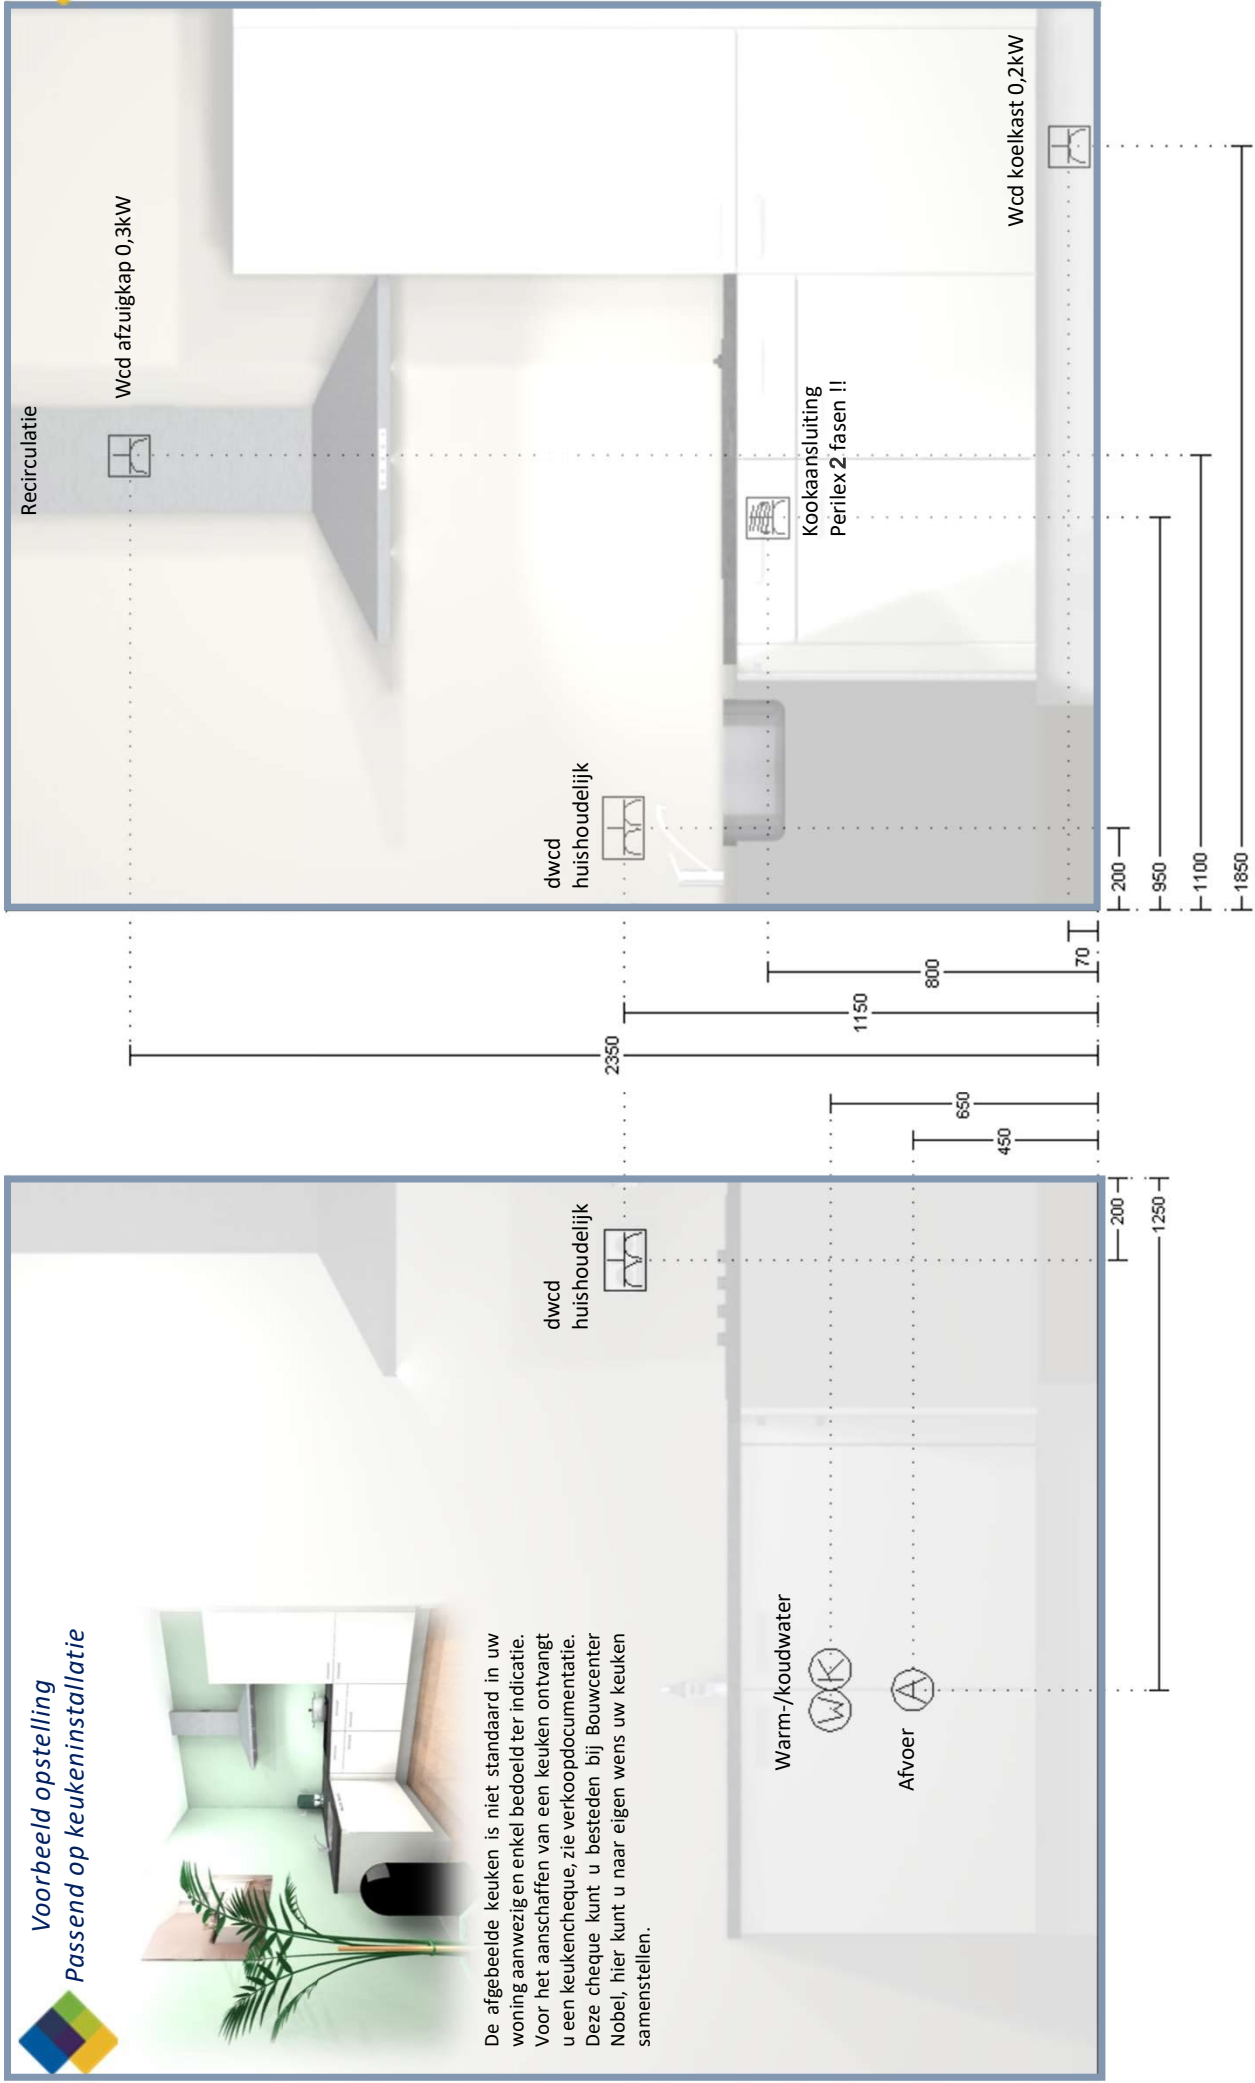 Voorbeeld opstelling
Passend op keukeninstallatie
De afgebeelde keuken is niet standaard in uw
woning aanwezig en enkel bedoeld ter indicatie.
Voor het aanschaffen van een keuken ontvangt
u een keukencheque, zie verkoopdocumentatie.
Deze cheque kunt u besteden bij Bouwcenter
Nobel, hier kunt u naar eigen wens uw keuken
samenstellen.
dwcd
huishoudelijk
Warm-/koudwater
W K
Afvoer
A
200
1250
450
650
2350
1150
800
70
Recirculatie
Wcd afzuigkap 0,3kW
dwcd
huishoudelijk
Kookaansluiting
Perilex 2 fasen !!
Wcd koelkast 0,2kW
200
950
1100
1850